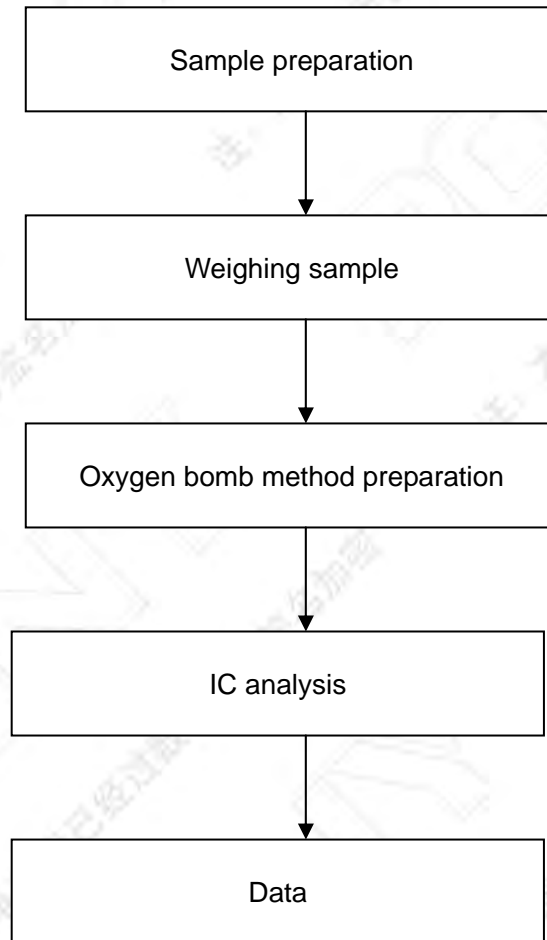 Sample preparation
Weighing sample
Oxygen bomb method preparation
IC analysis
Data